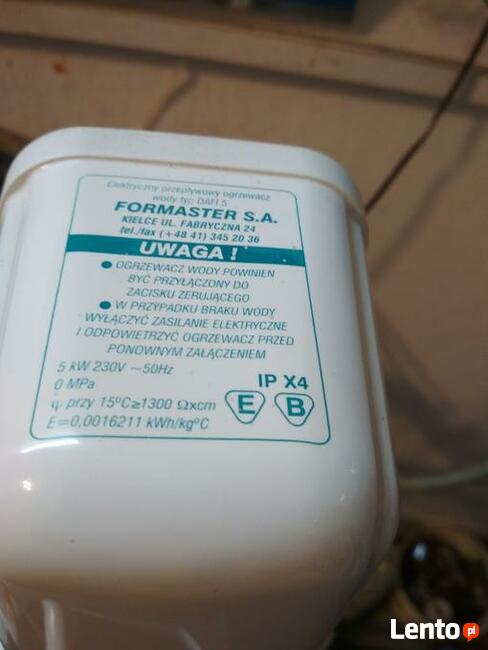 Elektryczny przepływowy ogrzewacz
wody typ: DAFI 5
FORMASTER S.A.
KIELCE UL. FABRYCZNA 24
tel./fax (+48 41) 345 20 36
UWAGA !
● OGRZEWACZ WODY POWINIEN
BYĆ PRZYŁĄCZONY DO
ZACISKU ZERUJĄCEGO
● W PRZYPADKU BRAKU WODY
WYŁĄCZYĆ ZASILANIE ELEKTRYCZNE
I ODPOWIETRZYĆ OGRZEWACZ PRZED
PONOWNYM ZAŁĄCZENIEM
5 kW 230V ~50Hz
0 MPa
IP X4
φ przy 15°C≥1300 Ωxcm
E B
E=0,0016211 kWh/kg°C
Lento.pl